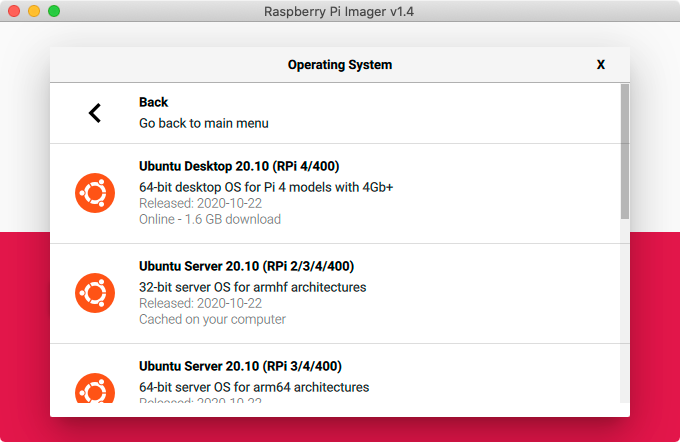 Raspberry Pi Imager v1.4
Operating System
X
Back
Go back to main menu
Ubuntu Desktop 20.10 (RPi 4/400)
64-bit desktop OS for Pi 4 models with 4Gb+
Released: 2020-10-22
Online - 1.6 GB download
Ubuntu Server 20.10 (RPi 2/3/4/400)
32-bit server OS for armhf architectures
Released: 2020-10-22
Cached on your computer
Ubuntu Server 20.10 (RPi 3/4/400)
64-bit server OS for arm64 architectures
Released: 2020-10-22